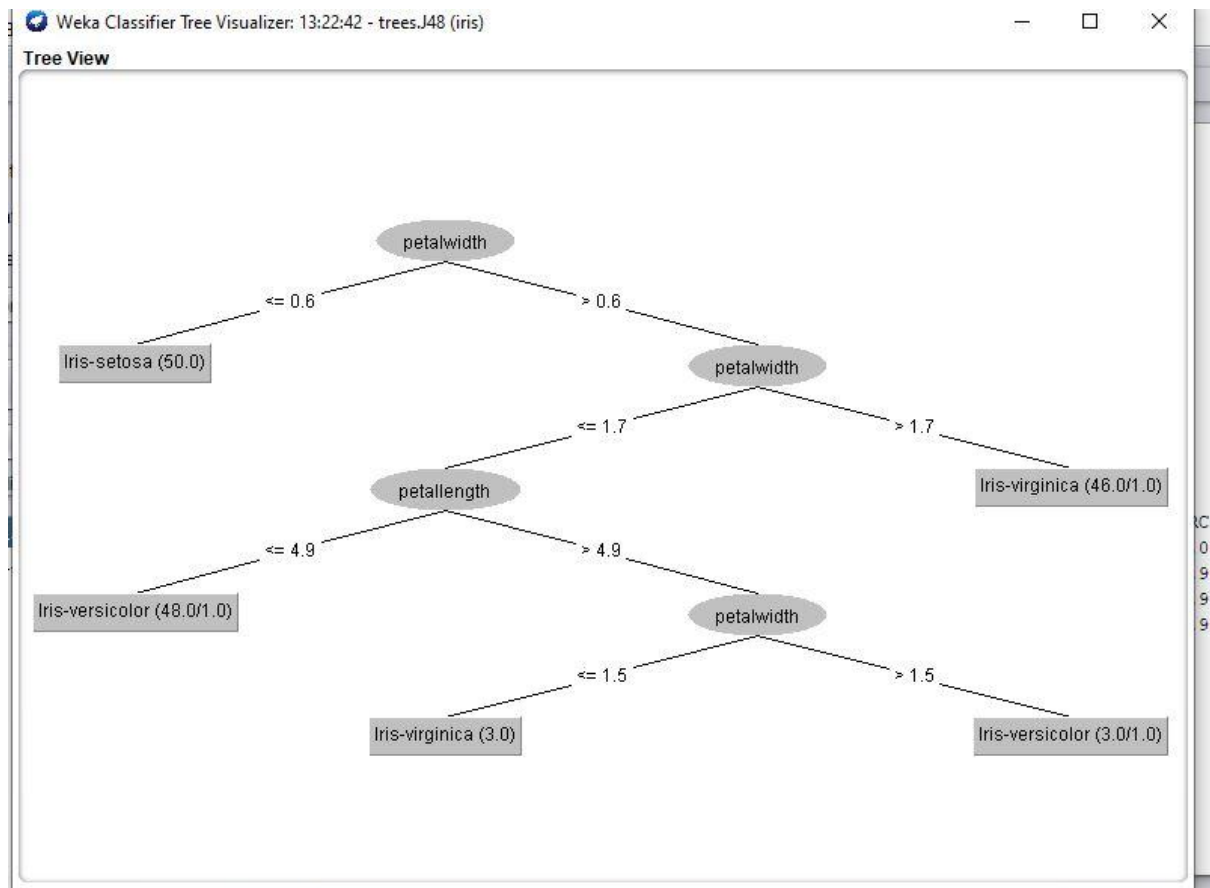 Weka Classifier Tree Visualizer: 13:22:42 - trees.J48 (iris)
Tree View
petalwidth
<= 0.6
> 0.6
Iris-setosa (50.0)
petalwidth
<= 1.7
> 1.7
petallength
Iris-virginica (46.0/1.0)
<= 4.9
> 4.9
Iris-versicolor (48.0/1.0)
petalwidth
<= 1.5
> 1.5
Iris-virginica (3.0)
Iris-versicolor (3.0/1.0)